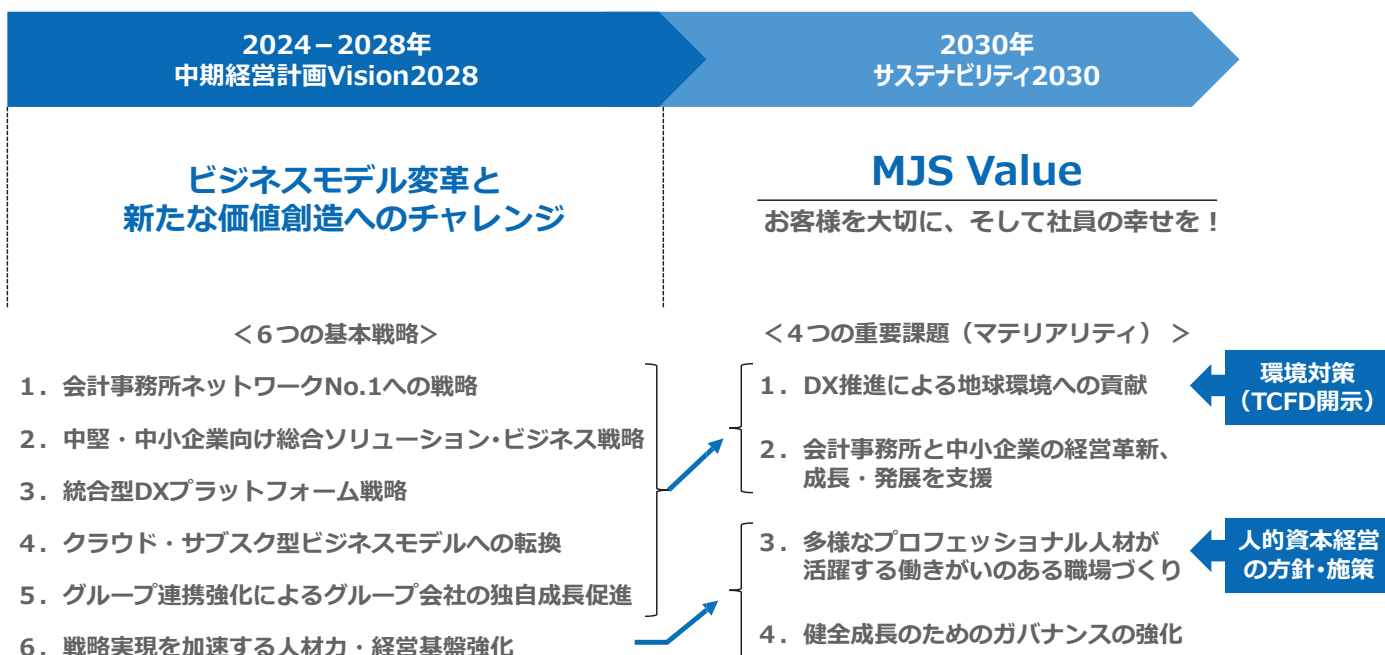 2024－2028年
中期経営計画Vision2028
2030年
サステナビリティ2030
ビジネスモデル変革と
新たな価値創造へのチャレンジ
MJS Value
お客様を大切に、そして社員の幸せを！
＜６つの基本戦略＞
１．会計事務所ネットワークNo.1への戦略
２．中堅・中小企業向け総合ソリューション・ビジネス戦略
３．統合型DXプラットフォーム戦略
４．クラウド・サブスク型ビジネスモデルへの転換
５．グループ連携強化によるグループ会社の独自成長促進
６．戦略実現を加速する人材力・経営基盤強化
＜４つの重要課題（マテリアリティ）＞
１．DX推進による地球環境への貢献
２．会計事務所と中小企業の経営革新、
成長・発展を支援
３．多様なプロフェッショナル人材が
活躍する働きがいのある職場づくり
４．健全成長のためのガバナンスの強化
環境対策
（TCFD開示）
人的資本経営
の方針・施策